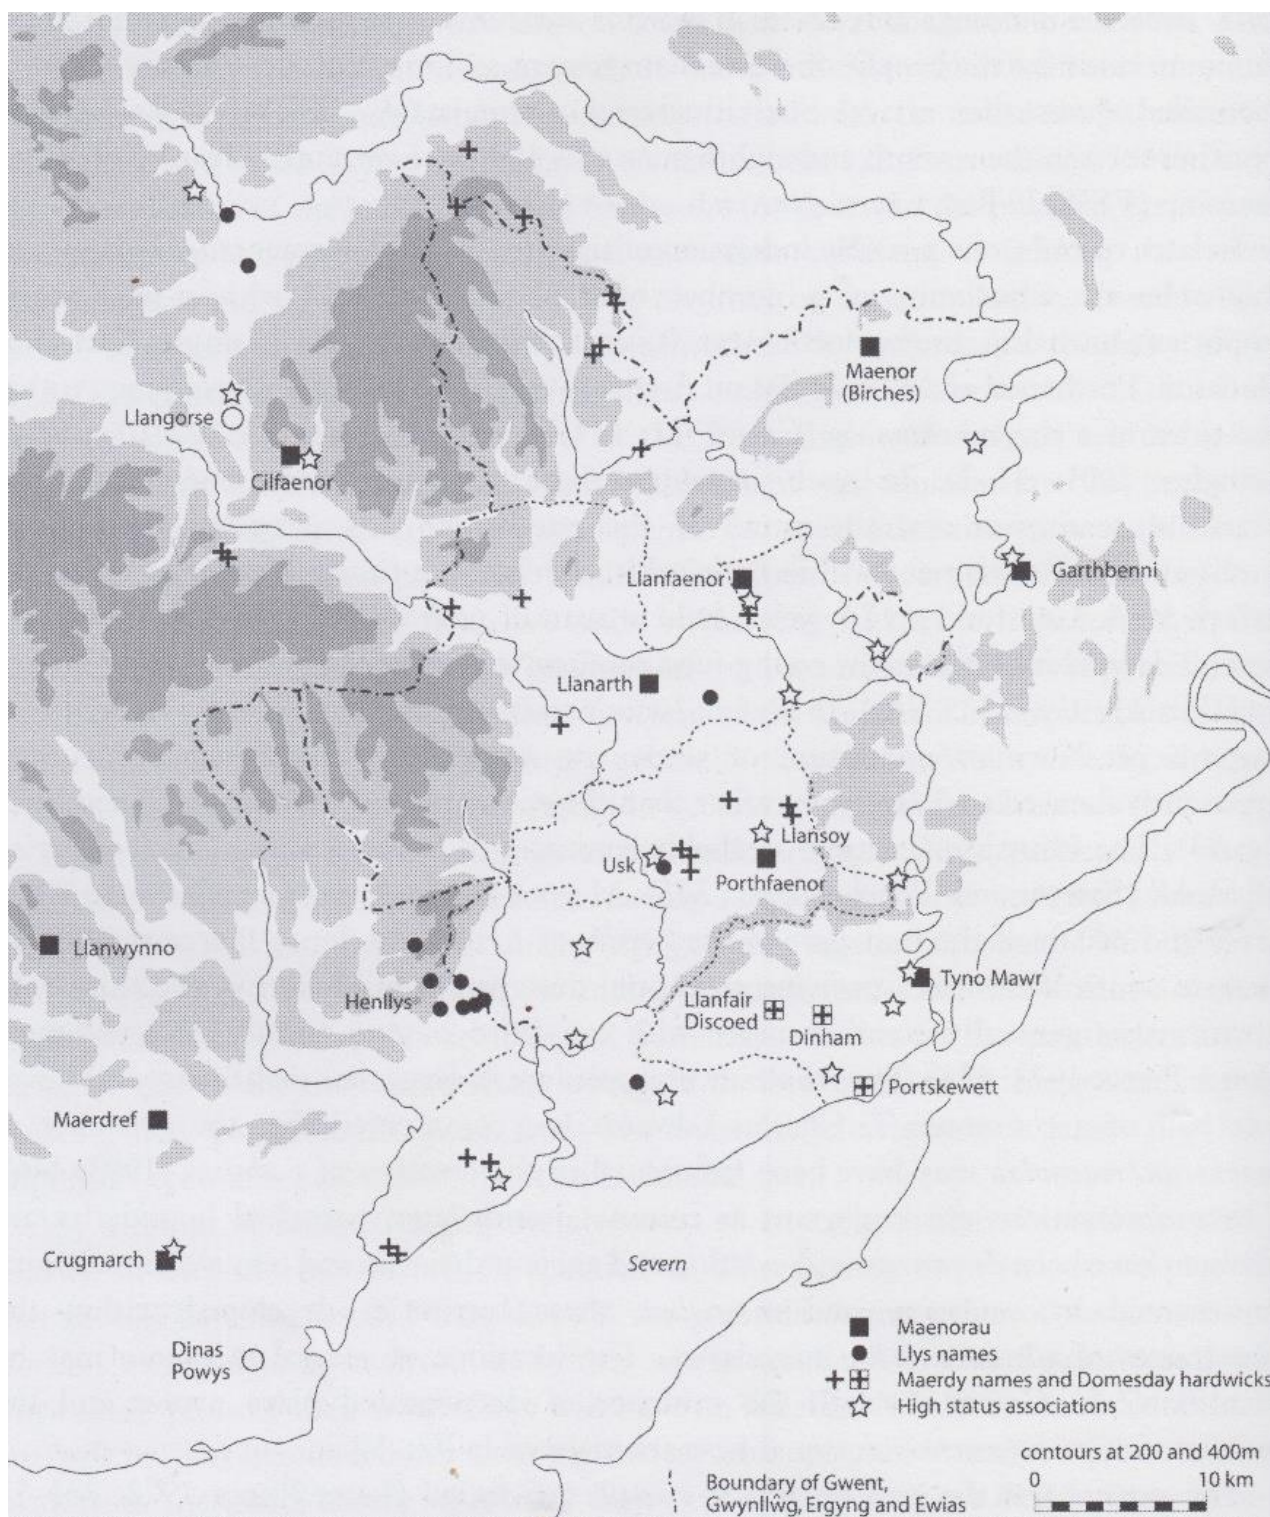 Maenor
(Birches)
Llangorse
Cilfaenor
Llanfaenor
Garthbenni
Llanarth
Llansoy
Usk
Porthfaenor
Llanwynno
Henllys
Tyno Mawr
Llanfair
Discoed
Dinham
Portskewett
Maerdref
Crugmarch
Severn
Dinas
Powys
Maenorau
Llys names
Maerdy names and Domesday hardwicks
High status associations
contours at 200 and 400m
0 10 km
Boundary of Gwent,
Gwynllŵg, Ergyng and Ewias